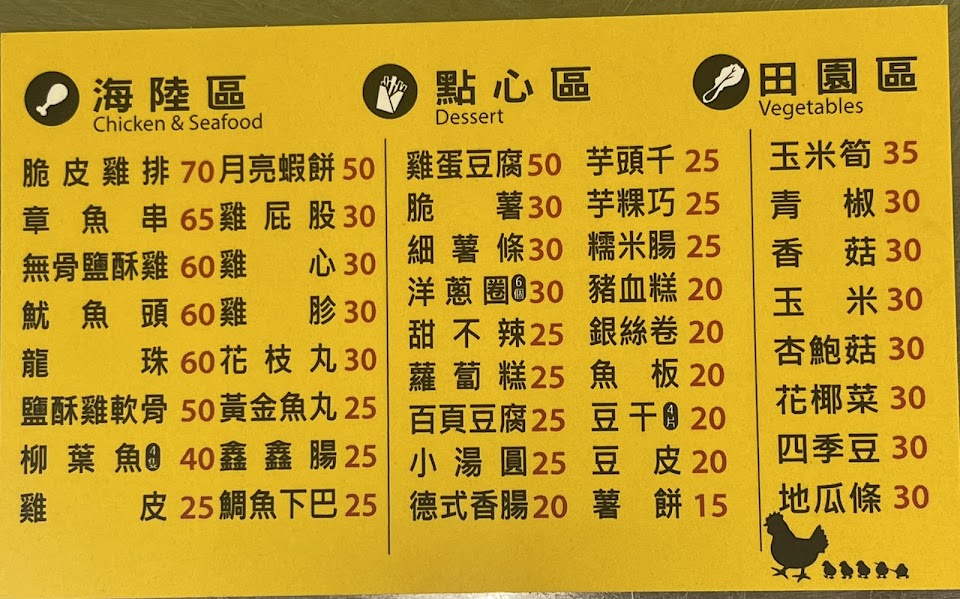 海陸區
Chicken & Seafood
脆皮雞排 70 月亮蝦餅 50
章魚串 65 雞屁股 30
無骨鹽酥雞 60 雞心 30
魷魚頭 60 雞胗 30
龍珠 60 花枝丸 30
鹽酥雞軟骨 50 黃金魚丸 25
柳葉魚 40 鑫鑫腸 25
雞皮 25 鯛魚下巴 25
點心區
Dessert
雞蛋豆腐 50 芋頭千 25
脆薯 30 芋粿巧 25
細薯條 30 糯米腸 25
洋蔥圈 6個 30 豬血糕 20
甜不辣 25 銀絲卷 20
蘿蔔糕 25 魚板 20
百頁豆腐 25 豆干 4片 20
小湯圓 25 豆皮 20
德式香腸 20 薯餅 15
田園區
Vegetables
玉米筍 35
青椒 30
香菇 30
玉米 30
杏鮑菇 30
花椰菜 30
四季豆 30
地瓜條 30